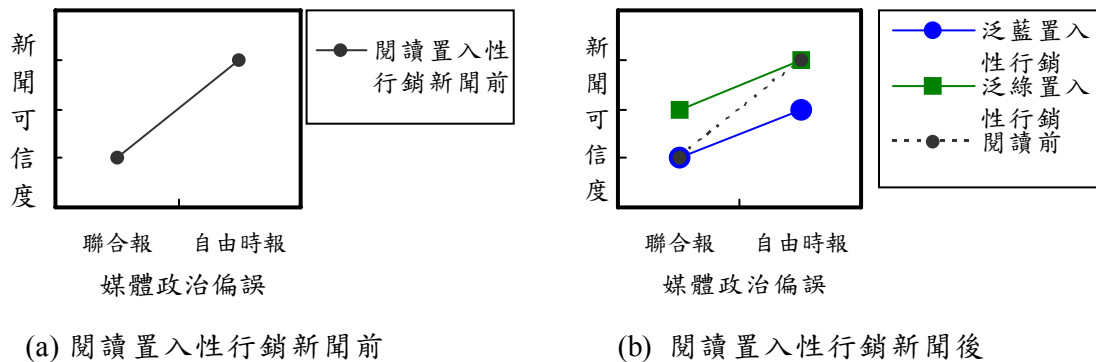 新聞可信度
閱讀置入性
行銷新聞前
聯合報 自由時報
媒體政治偏誤
(a) 閱讀置入性行銷新聞前
新聞可信度
泛藍置入
性行銷
泛綠置入
性行銷
閱讀前
聯合報 自由時報
媒體政治偏誤
(b) 閱讀置入性行銷新聞後